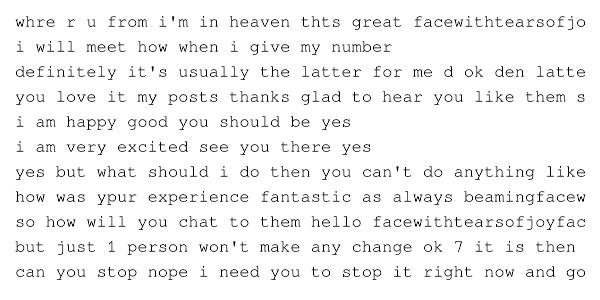 whre r u from i'm in heaven thts great facewithtearsofjo
i will meet how when i give my number
definitely it's usually the latter for me d ok den latte
you love it my posts thanks glad to hear you like them s
i am happy good you should be yes
i am very excited see you there yes
yes but what should i do then you can't do anything like
how was ypur experience fantastic as always beamingfacew
so how will you chat to them hello facewithtearsofjoyfac
but just 1 person won't make any change ok 7 it is then
can you stop nope i need you to stop it right now and go